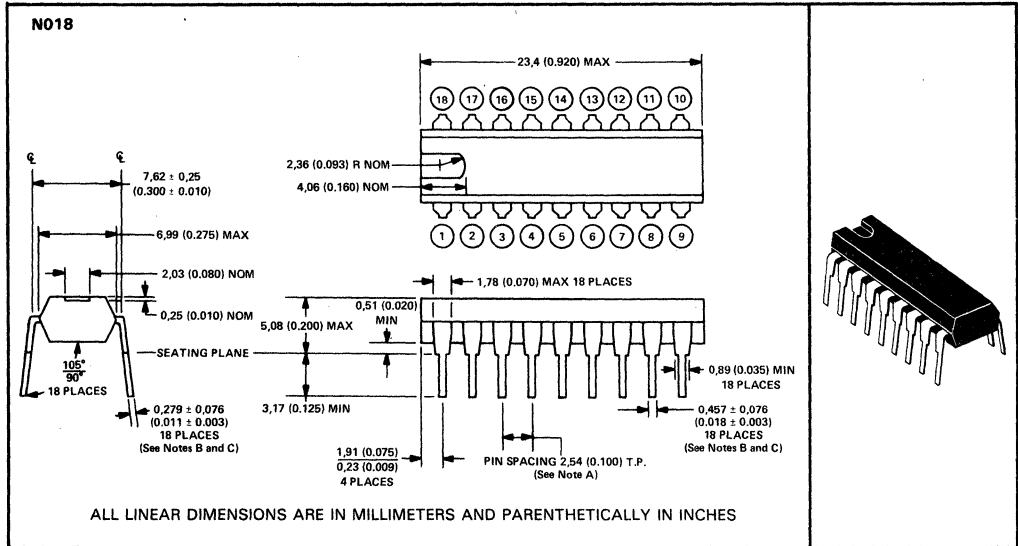 N018
23,4 (0.920) MAX
18 17 16 15 14 13 12 11 10
2,36 (0.093) R NOM
4,06 (0.160) NOM
1 2 3 4 5 6 7 8 9
℄ ℄
7,62 ± 0,25
(0.300 ± 0.010)
6,99 (0.275) MAX
2,03 (0.080) NOM
0,25 (0.010) NOM
105°
90°
18 PLACES
0,279 ± 0,076
(0.011 ± 0.003)
18 PLACES
(See Notes B and C)
1,78 (0.070) MAX 18 PLACES
0,51 (0.020)
MIN
5,08 (0.200) MAX
SEATING PLANE
3,17 (0.125) MIN
1,91 (0.075)
0,23 (0.009)
4 PLACES
PIN SPACING 2,54 (0.100) T.P.
(See Note A)
0,89 (0.035) MIN
18 PLACES
0,457 ± 0,076
(0.018 ± 0.003)
18 PLACES
(See Notes B and C)
ALL LINEAR DIMENSIONS ARE IN MILLIMETERS AND PARENTHETICALLY IN INCHES